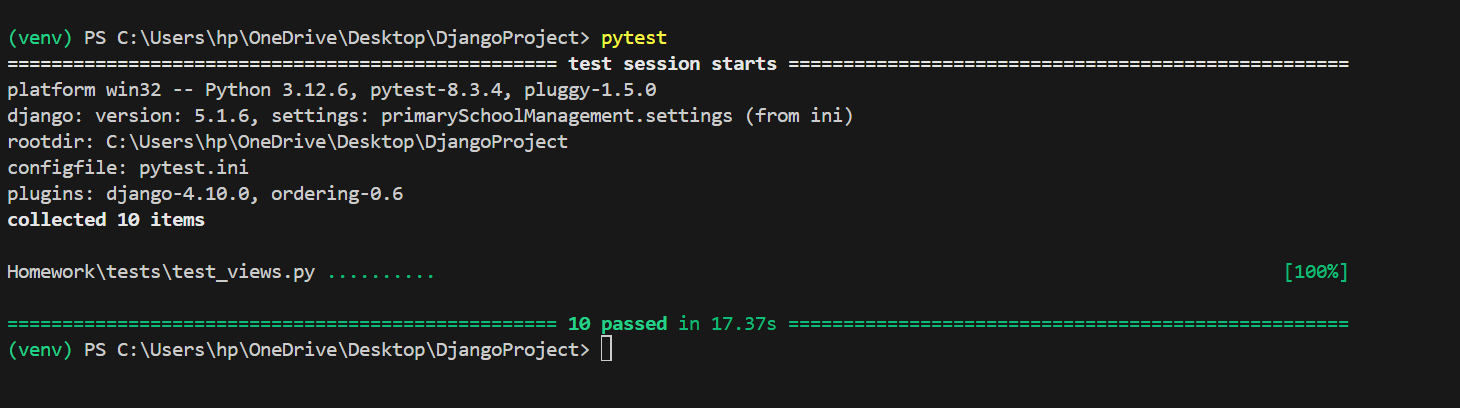 (venv) PS C:\Users\hp\OneDrive\Desktop\DjangoProject> pytest
================================================== test session starts ===================================================
platform win32 -- Python 3.12.6, pytest-8.3.4, pluggy-1.5.0
django: version: 5.1.6, settings: primarySchoolManagement.settings (from ini)
rootdir: C:\Users\hp\OneDrive\Desktop\DjangoProject
configfile: pytest.ini
plugins: django-4.10.0, ordering-0.6
collected 10 items
Homework\tests\test_views.py .......... [100%]
================================================== 10 passed in 17.37s ===================================================
(venv) PS C:\Users\hp\OneDrive\Desktop\DjangoProject>